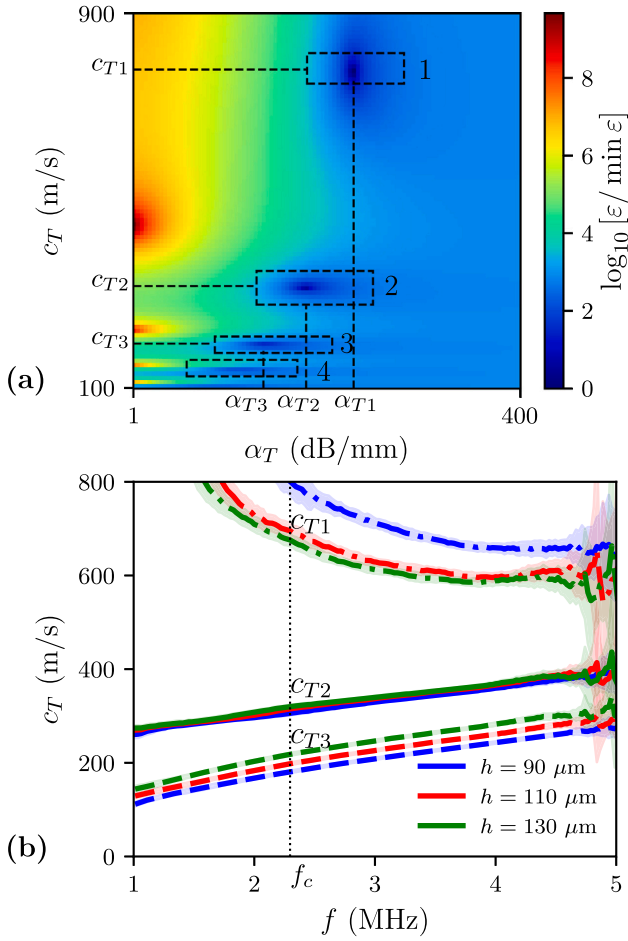 900
c_{T1}
1
8
c_T (m/s)
6
log_{10} [ε/ min ε]
4
c_{T2}
2
2
c_{T3}
3
4
(a)
100
0
α_{T3} α_{T2} α_{T1}
1
400
α_T (dB/mm)
800
c_{T1}
600
c_T (m/s)
400
c_{T2}
c_{T3}
200
h = 90 μm
h = 110 μm
h = 130 μm
(b)
0
1 2 f_c 3 4 5
f (MHz)